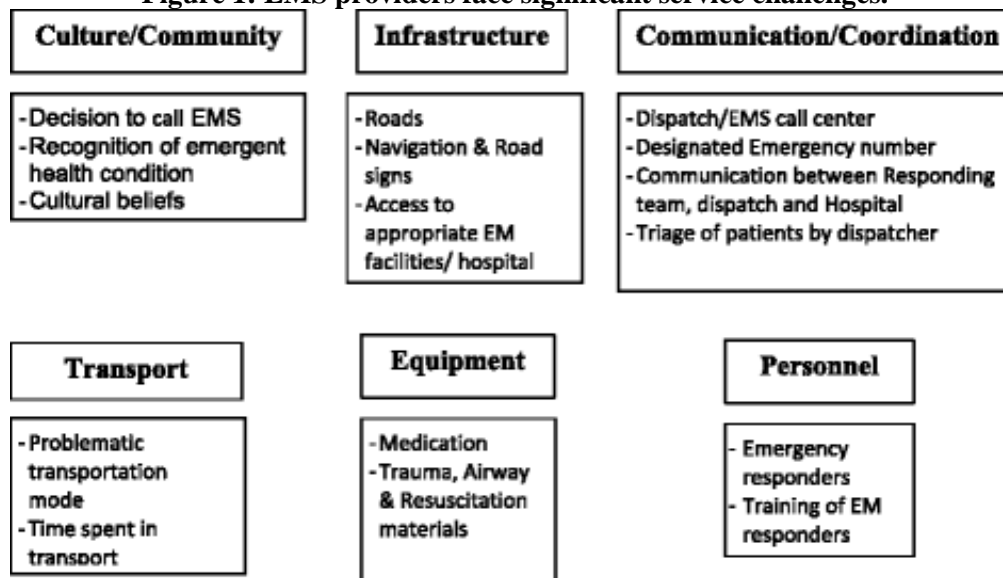 Figure 1: EMS providers face significant service challenges.
Culture/Community
- Decision to call EMS
- Recognition of emergent
health condition
- Cultural beliefs
Infrastructure
- Roads
- Navigation & Road
signs
- Access to
appropriate EM
facilities/ hospital
Communication/Coordination
- Dispatch/EMS call center
- Designated Emergency number
- Communication between Responding
team, dispatch and Hospital
- Triage of patients by dispatcher
Transport
- Problematic
transportation
mode
- Time spent in
transport
Equipment
- Medication
- Trauma, Airway
& Resuscitation
materials
Personnel
- Emergency
responders
- Training of EM
responders